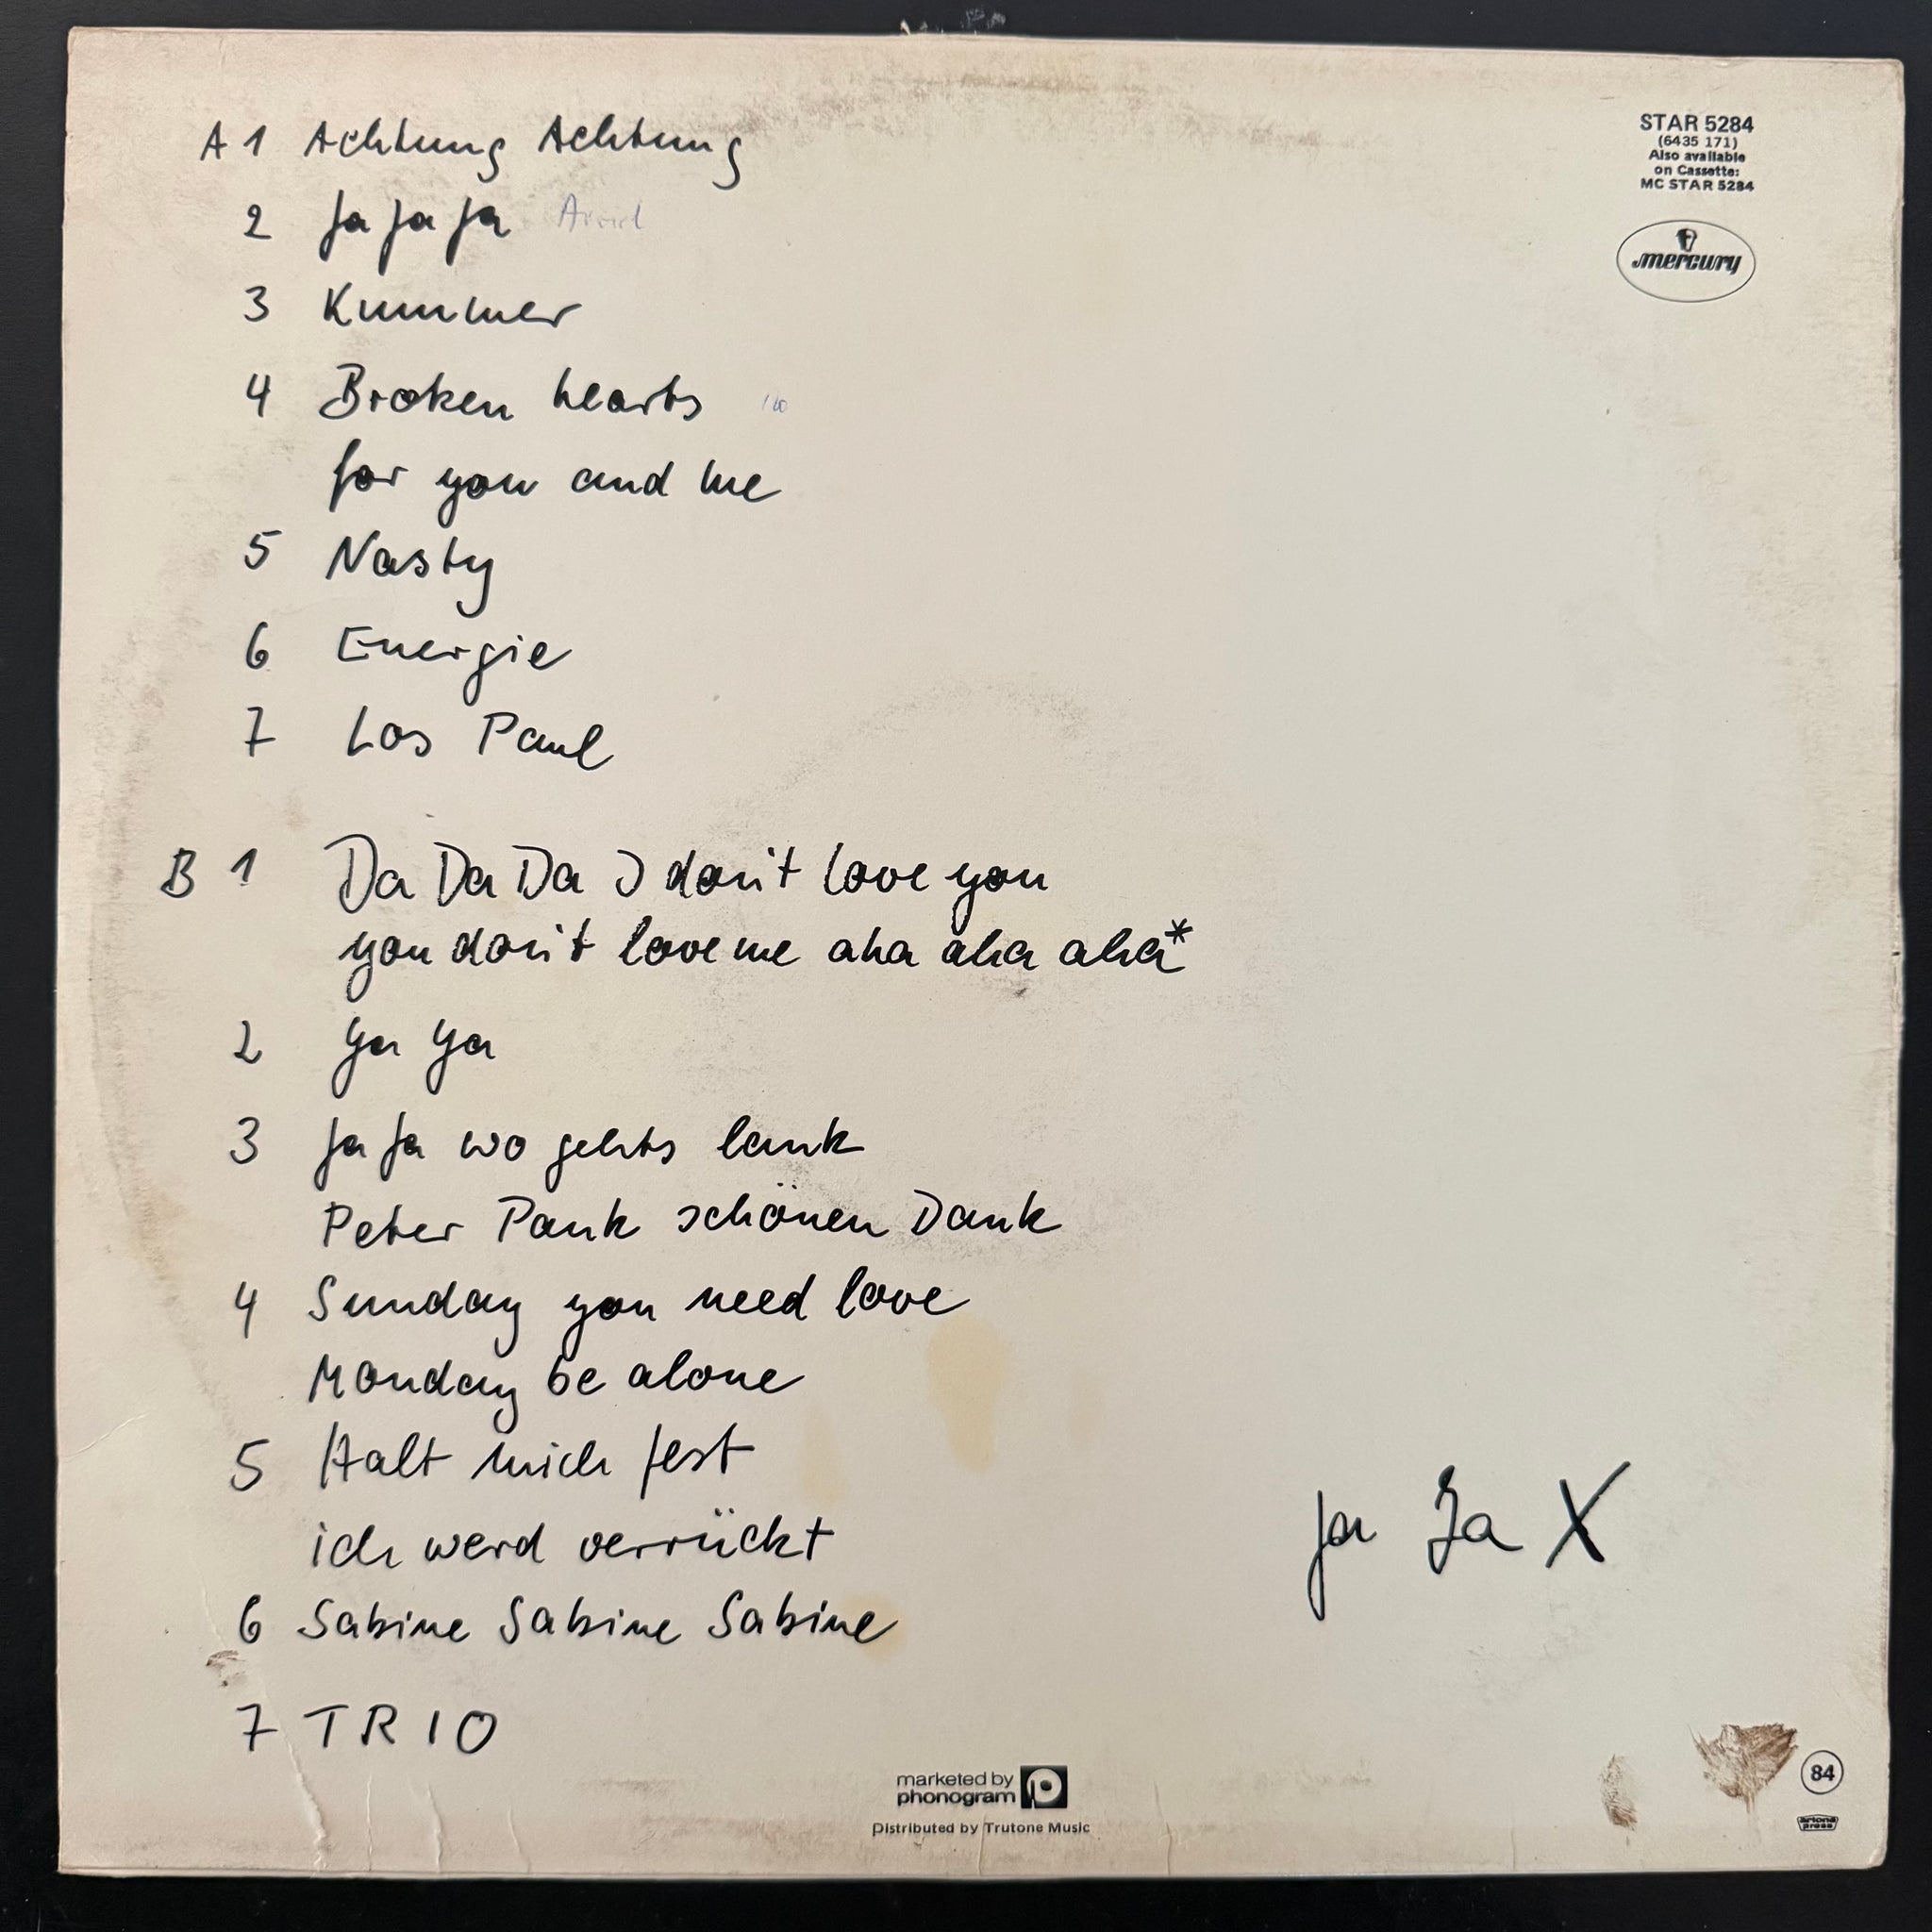 A 1 Achtung Achtung
2 Ja Ja Ja
3 Kummer
4 Broken hearts
for you and me
5 Nasty
6 Energie
7 Los Paul
B 1 Da Da Da I don't love you
you don't love me aha aha aha*
2 Ya Ya
3 Ja Ja wo gehts lank
Peter Pank schönen Dank
4 Sunday you need love
Monday be alone
5 Halt mich fest
ich werd verrückt
6 Sabine Sabine Sabine
7 TRIO
STAR 5284
(6435 171)
Also available
on Cassette:
MC STAR 5284
mercury
Ja Ja X
marketed by
phonogram
Distributed by Trutone Music
84
artone
press